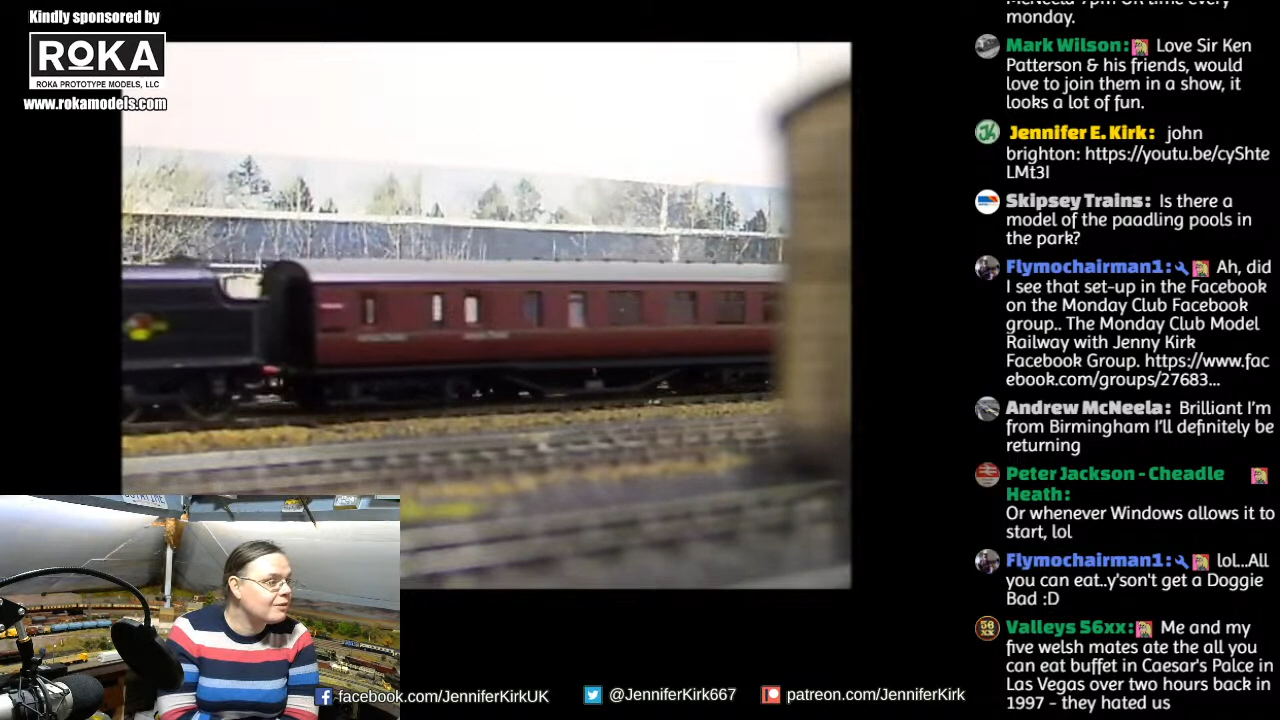 Kindly sponsored by
ROKA
ROKA PROTOTYPE MODELS, LLC
www.rokamodels.com
monday.
Mark Wilson: Love Sir Ken
Patterson & his friends, would
love to join them in a show, it
looks a lot of fun.
Jennifer E. Kirk: john
brighton: https://youtu.be/cyShte
LMt3I
Skipsey Trains: Is there a
model of the paadling pools in
the park?
Flymochairman1: Ah, did
I see that set-up in the Facebook
on the Monday Club Facebook
group.. The Monday Club Model
Railway with Jenny Kirk
Facebook Group. https://www.fac
ebook.com/groups/27683...
Andrew McNeela: Brilliant I'm
from Birmingham I'll definitely be
returning
Peter Jackson - Cheadle
Heath:
Or whenever Windows allows it to
start, lol
Flymochairman1: lol...All
you can eat..y'son't get a Doggie
Bad :D
Valleys 56xx: Me and my
five welsh mates ate the all you
can eat buffet in Caesar's Palce in
Las Vegas over two hours back in
1997 - they hated us
facebook.com/JenniferKirkUK
@JenniferKirk667
patreon.com/JenniferKirk